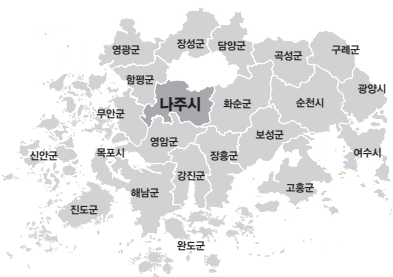 장성군
담양군
영광군
곡성군
구례군
함평군
광양시
나주시
화순군
순천시
무안군
보성군
영암군
신안군
목포시
장흥군
여수시
강진군
고흥군
해남군
진도군
완도군